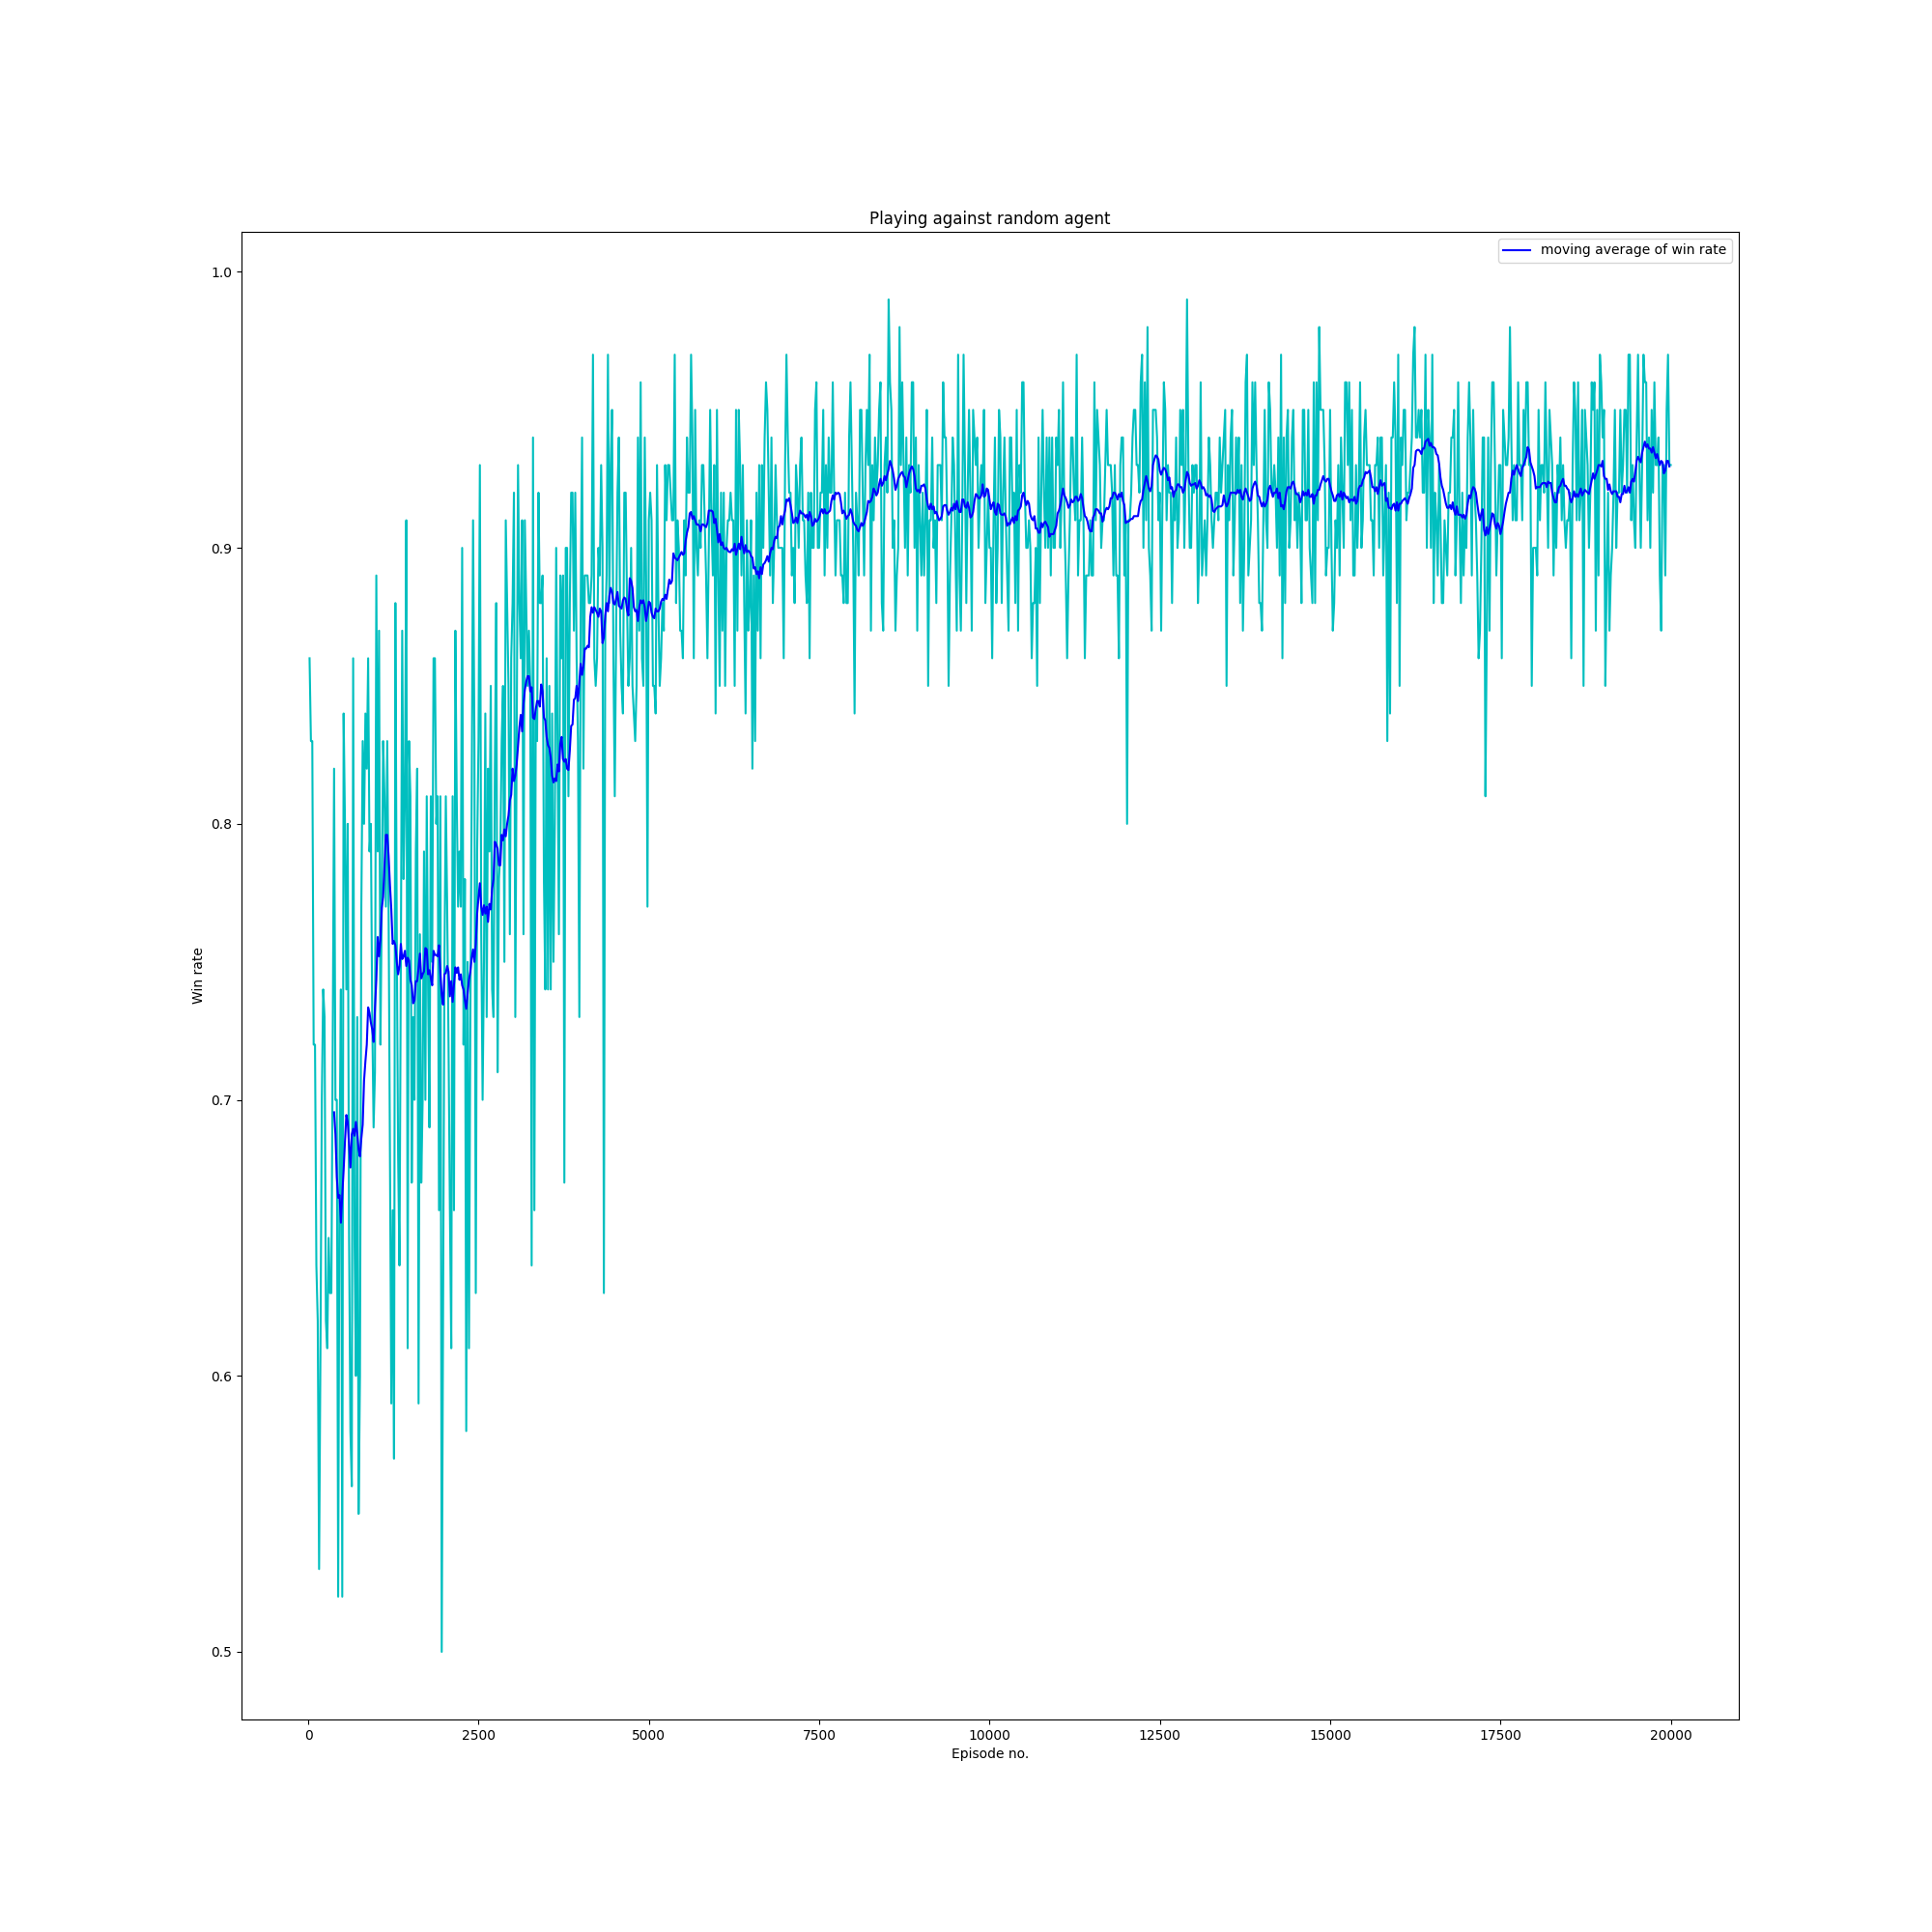 Playing against random agent
moving average of win rate
1.0
0.9
0.8
0.7
0.6
0.5
Win rate
0 2500 5000 7500 10000 12500 15000 17500 20000
Episode no.